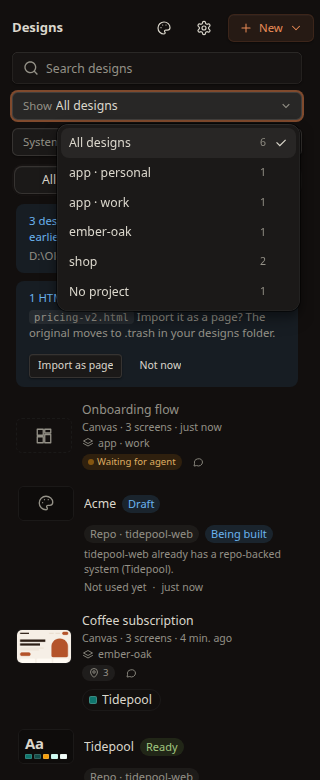 Designs
New
Search designs
Show All designs
System
All designs 6
app · personal 1
app · work 1
ember-oak 1
shop 2
No project 1
All
3 des
earlie
D:\Ol
1 HTM
pricing-v2.html Import it as a page? The
original moves to .trash in your designs folder.
Import as page Not now
Onboarding flow
Canvas · 3 screens · just now
app · work
Waiting for agent
Acme Draft
Repo · tidepool-web Being built
tidepool-web already has a repo-backed
system (Tidepool).
Not used yet · just now
Coffee subscription
Canvas · 3 screens · 4 min. ago
ember-oak
3
Tidepool
Aa
Tidepool Ready
Repo · tidepool-web